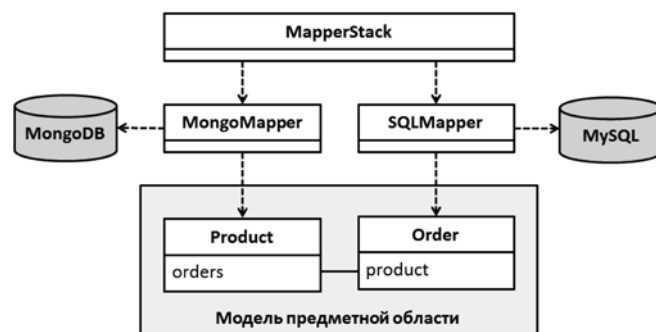 MapperStack
MongoDB
MongoMapper
SQLMapper
MySQL
Product
Order
orders
product
Модель предметной области